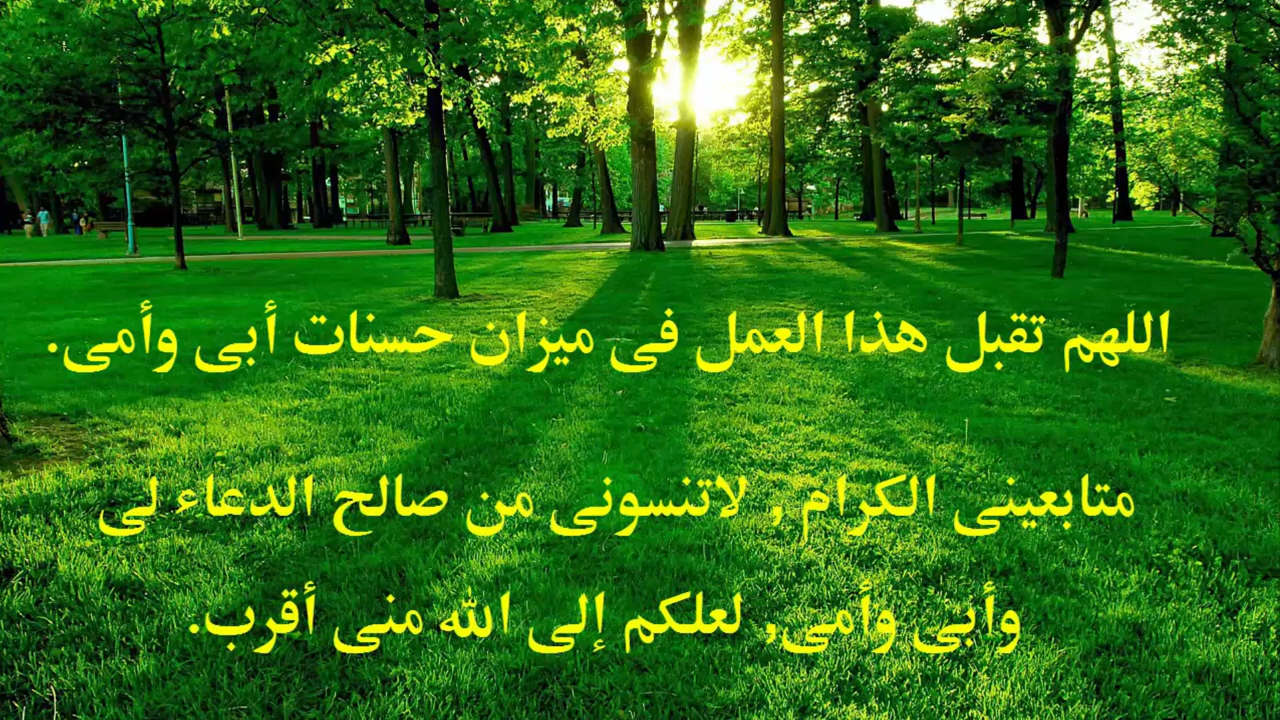 اللهم تقبل هذا العمل فى ميزان حسنات أبى وأمى.
متابعينى الكرام , لاتنسونى من صالح الدعاء لى
وأبى وأمى, لعلكم إلى الله منى أقرب.